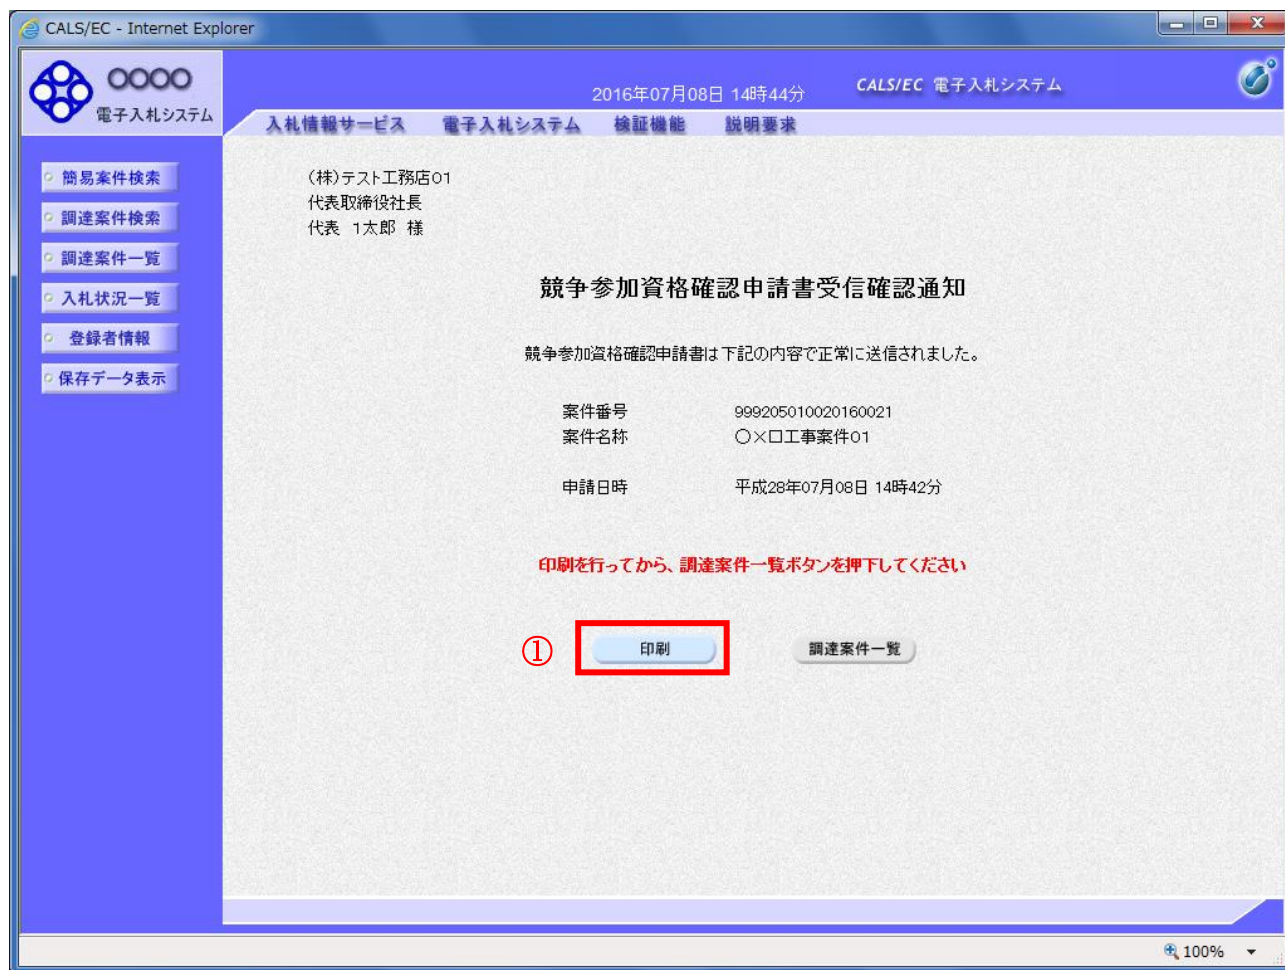 CALS/EC - Internet Explorer
○○○○
電子入札システム
2016年07月08日 14時44分
CALS/EC 電子入札システム
入札情報サービス 電子入札システム 検証機能 説明要求
簡易案件検索
調達案件検索
調達案件一覧
入札状況一覧
登録者情報
保存データ表示
(株)テスト工務店01
代表取締役社長
代表 1太郎 様
競争参加資格確認申請書受信確認通知
競争参加資格確認申請書は下記の内容で正常に送信されました。
案件番号 999205010020160021
案件名称 ○×口工事案件01
申請日時 平成28年07月08日 14時42分
印刷を行ってから、調達案件一覧ボタンを押下してください
① 印刷 調達案件一覧
100%